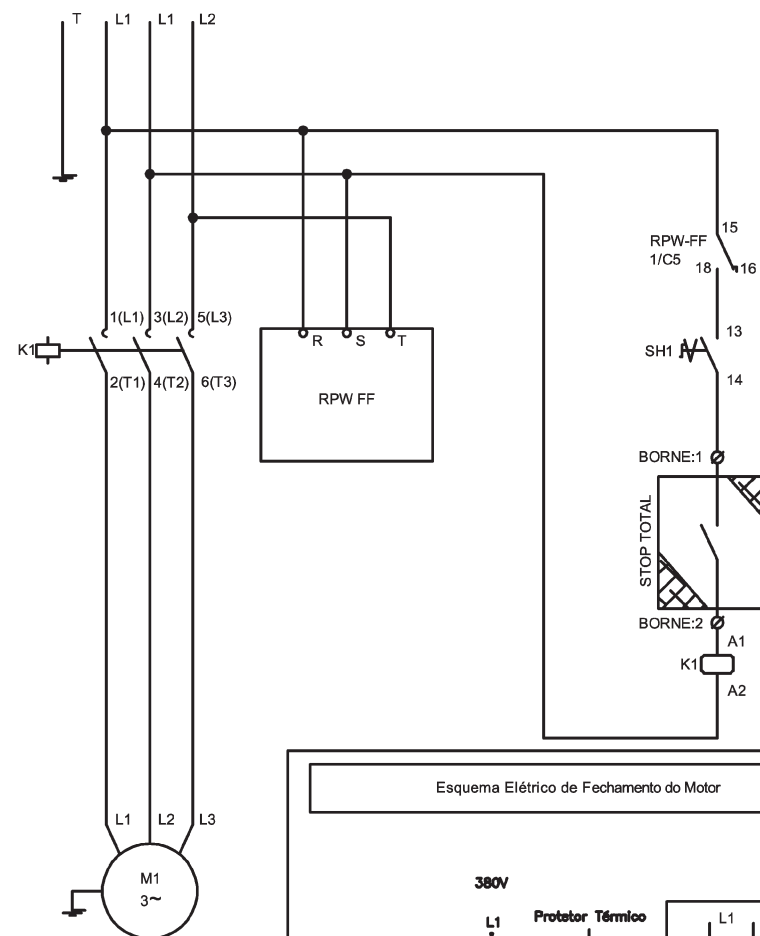 T L1 L1 L2
15
RPW-FF
1/C5
18 16
1(L1) 3(L2) 5(L3)
13
K1
R S T
SH1
2(T1) 4(T2) 6(T3)
14
RPW FF
BORNE:1
STOP TOTAL
BORNE:2
A1
K1
A2
Esquema Elétrico de Fechamento do Motor
L1 L2 L3
M1
3~
380V
L1 Protetor Térmico L1